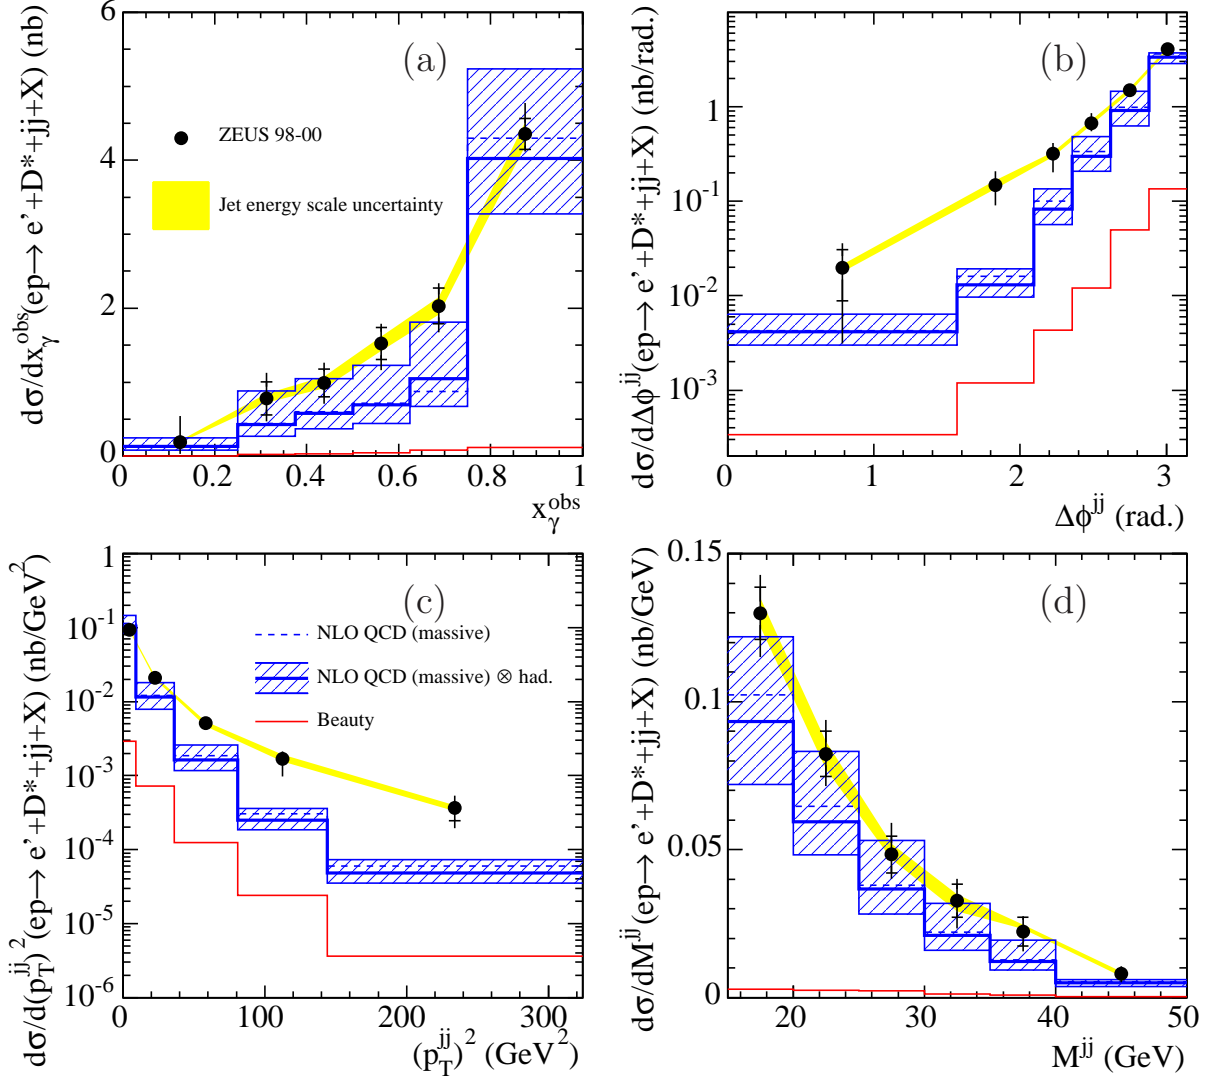 (a)
dσ/dxγ^obs(ep→ e'+D*+jj+X) (nb)
6
4
2
0
ZEUS 98-00
Jet energy scale uncertainty
0 0.2 0.4 0.6 0.8 1
xγ^obs
(b)
dσ/dΔϕ^jj(ep→ e'+D*+jj+X) (nb/rad.)
1
10^-1
10^-2
10^-3
0 1 2 3
Δϕ^jj (rad.)
(c)
dσ/d(p_T^jj)^2(ep→ e'+D*+jj+X) (nb/GeV^2)
1
10^-1
10^-2
10^-3
10^-4
10^-5
10^-6
NLO QCD (massive)
NLO QCD (massive) ⊗ had.
Beauty
0 100 200 300
(p_T^jj)^2 (GeV^2)
(d)
dσ/dM^jj(ep→ e'+D*+jj+X) (nb/GeV)
0.15
0.1
0.05
0
20 30 40 50
M^jj (GeV)